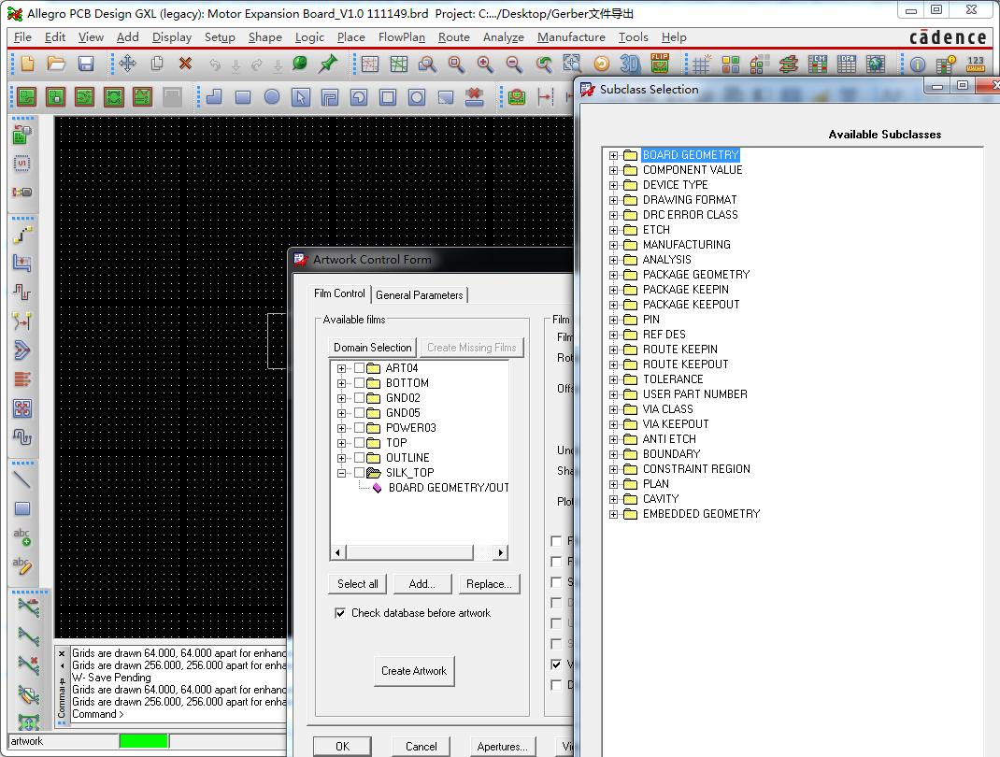 Allegro PCB Design GXL (legacy): Motor Expansion Board_V1.0 111149.brd Project: C:.../Desktop/Gerber文件导出
File Edit View Add Display Setup Shape Logic Place FlowPlan Route Analyze Manufacture Tools Help
cādence
3D
FLIP
CM
DFA
123
Subclass Selection
U1
abc
abc
Available Subclasses
BOARD GEOMETRY
COMPONENT VALUE
DEVICE TYPE
DRAWING FORMAT
DRC ERROR CLASS
ETCH
MANUFACTURING
ANALYSIS
PACKAGE GEOMETRY
PACKAGE KEEPIN
PACKAGE KEEPOUT
PIN
REF DES
ROUTE KEEPIN
ROUTE KEEPOUT
TOLERANCE
USER PART NUMBER
VIA CLASS
VIA KEEPOUT
ANTI ETCH
BOUNDARY
CONSTRAINT REGION
PLAN
CAVITY
EMBEDDED GEOMETRY
Artwork Control Form
Film Control General Parameters
Available films
Domain Selection Create Missing Films
ART04
BOTTOM
GND02
GND05
POWER03
TOP
OUTLINE
SILK_TOP
BOARD GEOMETRY/OUT
Select all Add... Replace...
Check database before artwork
Create Artwork
OK Cancel Apertures... Vi
Film
Film
Rot
Offs
Und
Sha
Plot
F
F
S
D
U
S
V
D
Grids are drawn 64.000, 64.000 apart for enhanc
Grids are drawn 256.000, 256.000 apart for enha
W- Save Pending
Grids are drawn 64.000, 64.000 apart for enhanc
Grids are drawn 256.000, 256.000 apart for enha
Command >
Command
artwork